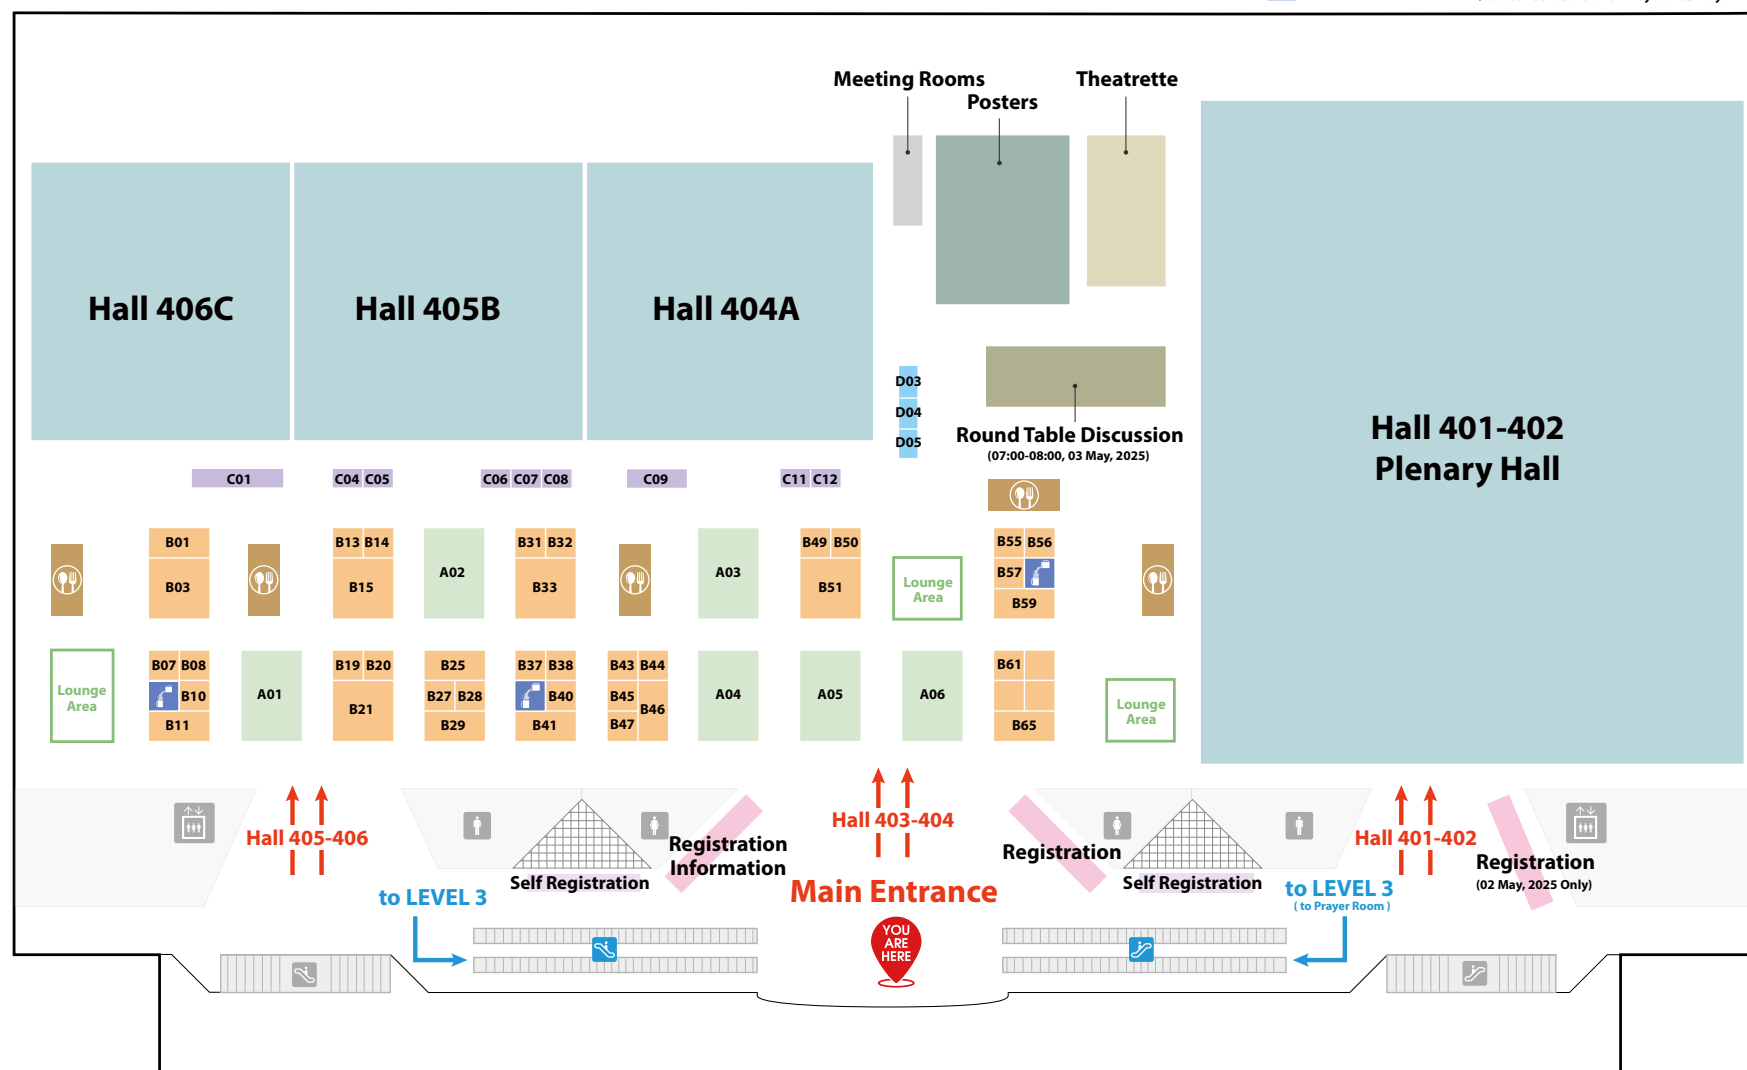 Meeting Rooms
Theatrette
Posters
Hall 406C
Hall 405B
Hall 404A
Hall 401-402
Plenary Hall
D03
D04
D05
Round Table Discussion
(07:00-08:00, 03 May, 2025)
C01
C04
C05
C06
C07
C08
C09
C11
C12
B01
B13
B14
B31
B32
B49
B50
B55
B56
A02
A03
B03
B15
B33
B51
B57
Lounge
Area
B59
B07
B08
B19
B20
B25
B37
B38
B43
B44
B61
Lounge
Area
B10
A01
B21
B27
B28
B40
B45
B46
A04
A05
A06
Lounge
Area
B11
B29
B41
B47
B65
Hall 405-406
Hall 403-404
Hall 401-402
Registration
Information
Registration
Registration
(02 May, 2025 Only)
Self Registration
Self Registration
Main Entrance
to LEVEL 3
to LEVEL 3
( to Prayer Room )
YOU
ARE
HERE